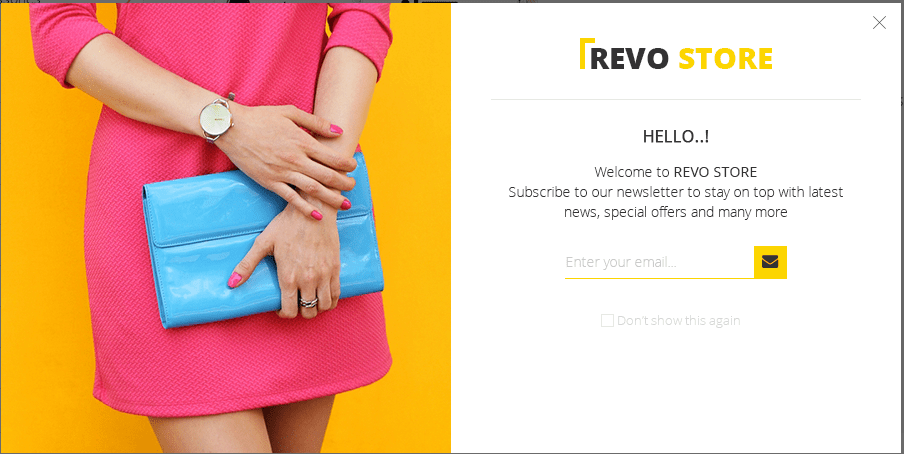 REVO STORE
HELLO..!
Welcome to REVO STORE
Subscribe to our newsletter to stay on top with latest
news, special offers and many more
Enter your email...
Don't show this again